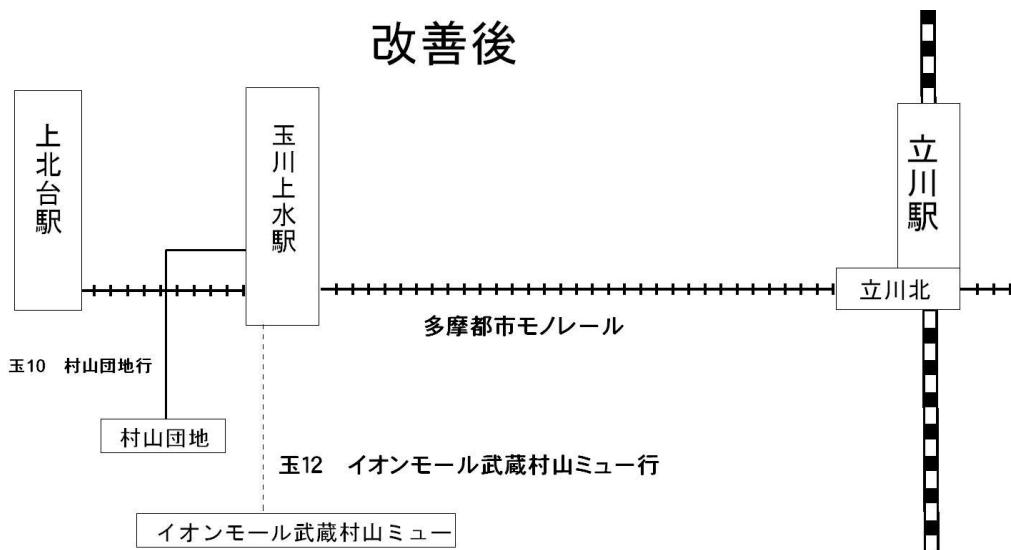 改善後
上北台駅
玉川上水駅
立川駅
立川北
多摩都市モノレール
玉10　村山団地行
村山団地
玉12　イオンモール武蔵村山ミュー行
イオンモール武蔵村山ミュー